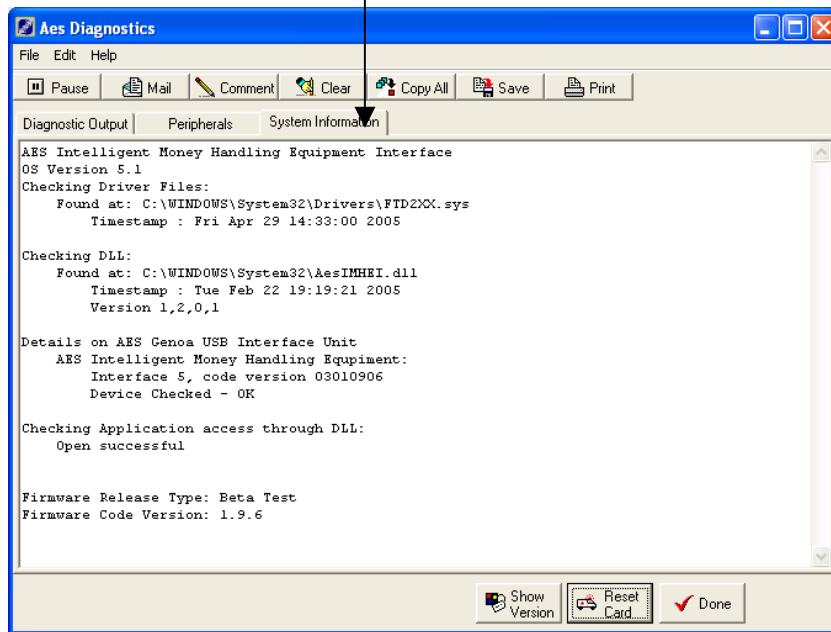 Aes Diagnostics
File Edit Help
Pause Mail Comment Clear Copy All Save Print
Diagnostic Output Peripherals System Information
AES Intelligent Money Handling Equipment Interface
OS Version 5.1
Checking Driver Files:
Found at: C:\WINDOWS\System32\Drivers\FTD2XX.sys
Timestamp : Fri Apr 29 14:33:00 2005
Checking DLL:
Found at: C:\WINDOWS\System32\AesIMHEI.dll
Timestamp : Tue Feb 22 19:19:21 2005
Version 1,2,0,1
Details on AES Genoa USB Interface Unit
AES Intelligent Money Handling Equpiment:
Interface 5, code version 03010906
Device Checked - OK
Checking Application access through DLL:
Open successful
Firmware Release Type: Beta Test
Firmware Code Version: 1.9.6
Show Version
Reset Card
Done